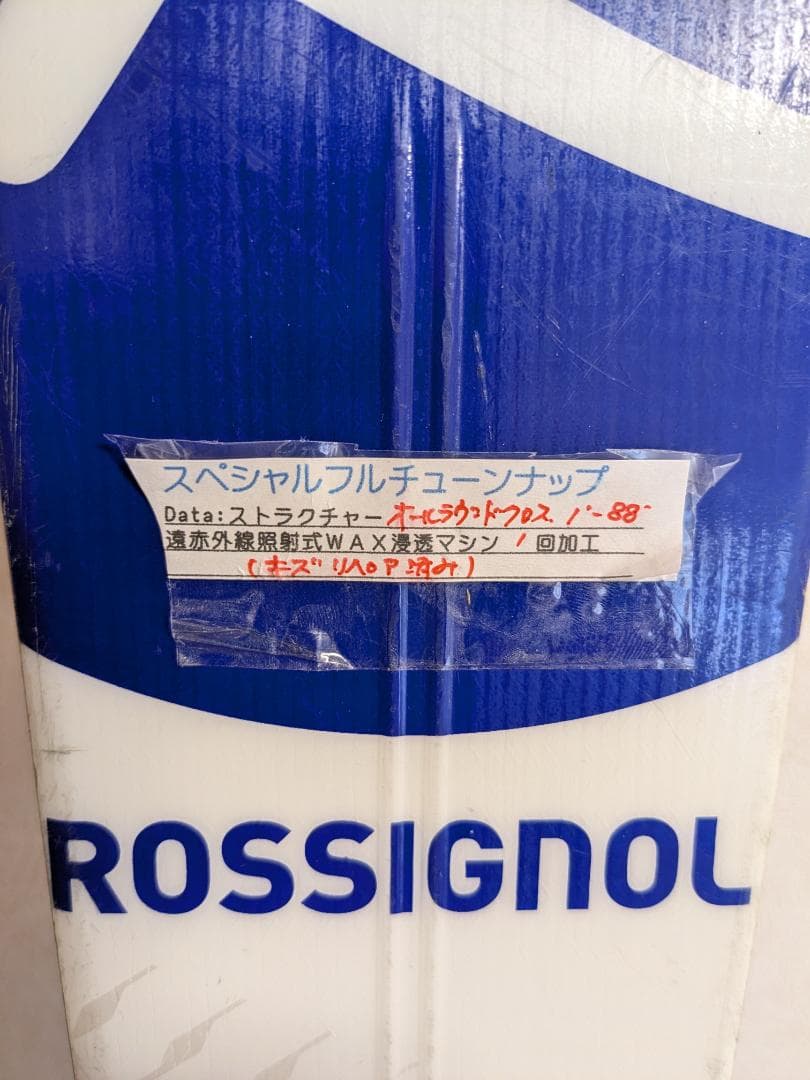 スペシャルフルチューンナップ
Data:ストラクチャー オールラウンドクロス 1°-88°
遠赤外線照射式WAX浸透マシン 1 回加工
(キズリペア済み)
ROSSIGNOL